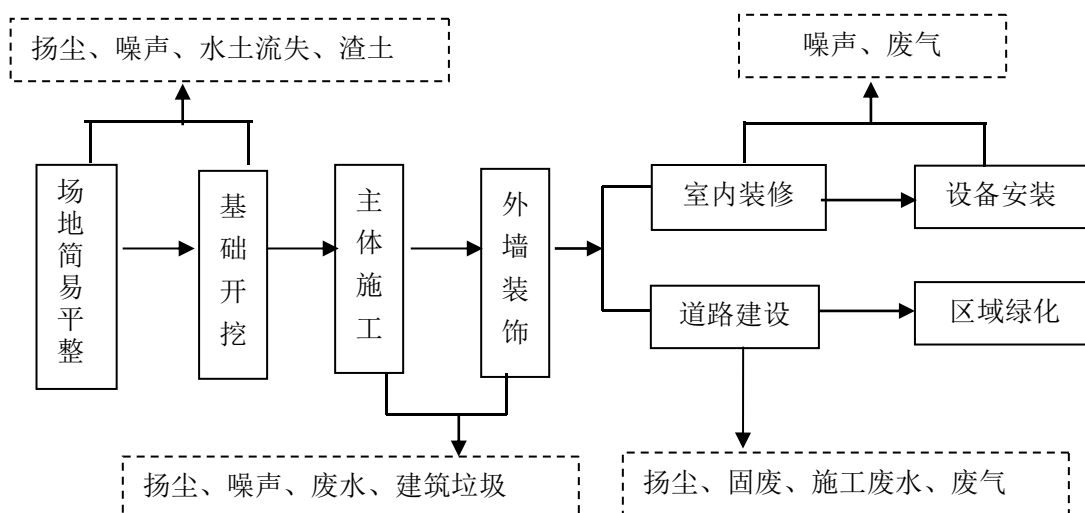 扬尘、噪声、水土流失、渣土
噪声、废气
场地简易平整
基础开挖
主体施工
外墙装饰
室内装修
设备安装
道路建设
区域绿化
扬尘、噪声、废水、建筑垃圾
扬尘、固废、施工废水、废气